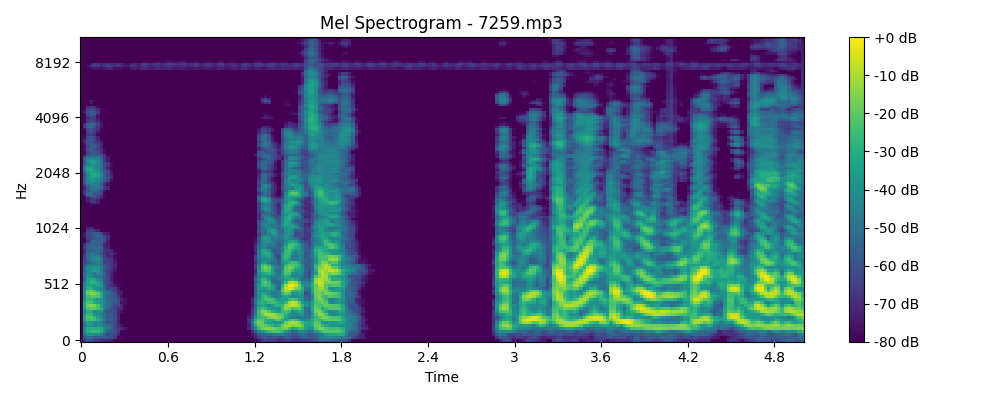 Mel Spectrogram - 7259.mp3
8192
4096
2048
1024
512
0
Hz
0 0.6 1.2 1.8 2.4 3 3.6 4.2 4.8
Time
+0 dB
-10 dB
-20 dB
-30 dB
-40 dB
-50 dB
-60 dB
-70 dB
-80 dB